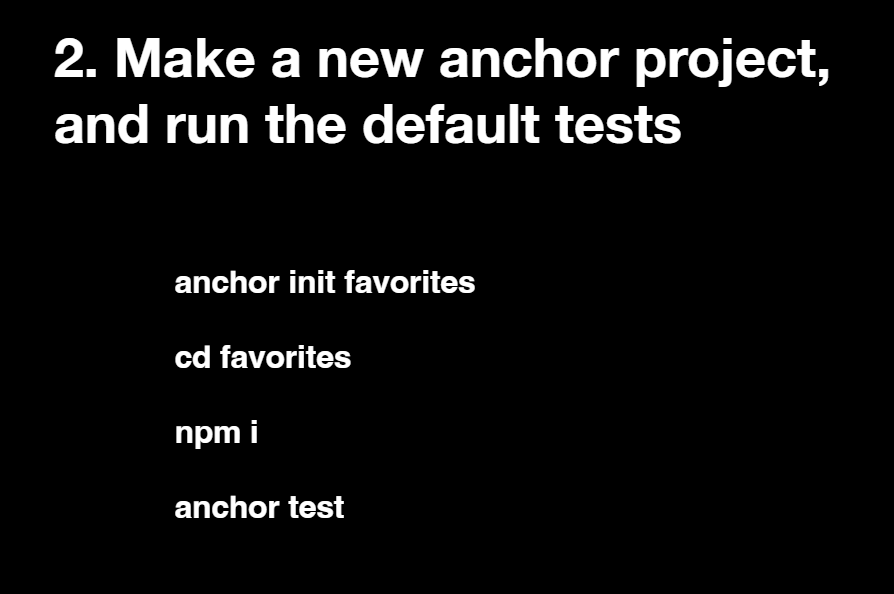 2. Make a new anchor project,
and run the default tests
anchor init favorites
cd favorites
npm i
anchor test